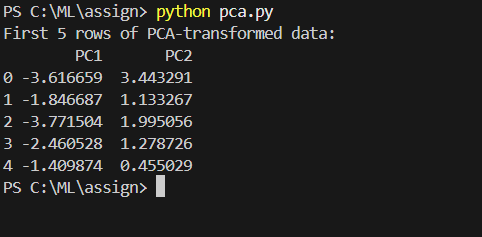 PS C:\ML\assign> python pca.py
First 5 rows of PCA-transformed data:
        PC1       PC2
0 -3.616659  3.443291
1 -1.846687  1.133267
2 -3.771504  1.995056
3 -2.460528  1.278726
4 -1.409874  0.455029
PS C:\ML\assign>